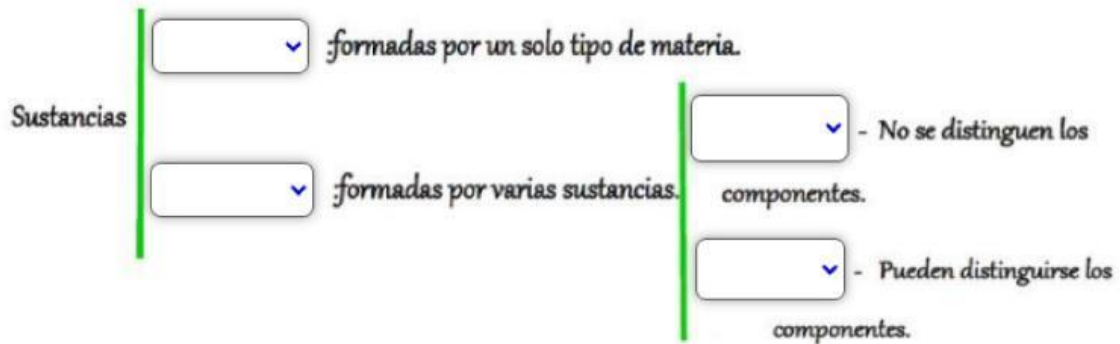 :formadas por un solo tipo de materia.
Sustancias
- No se distinguen los
componentes.
:formadas por varias sustancias.
- Pueden distinguirse los
componentes.